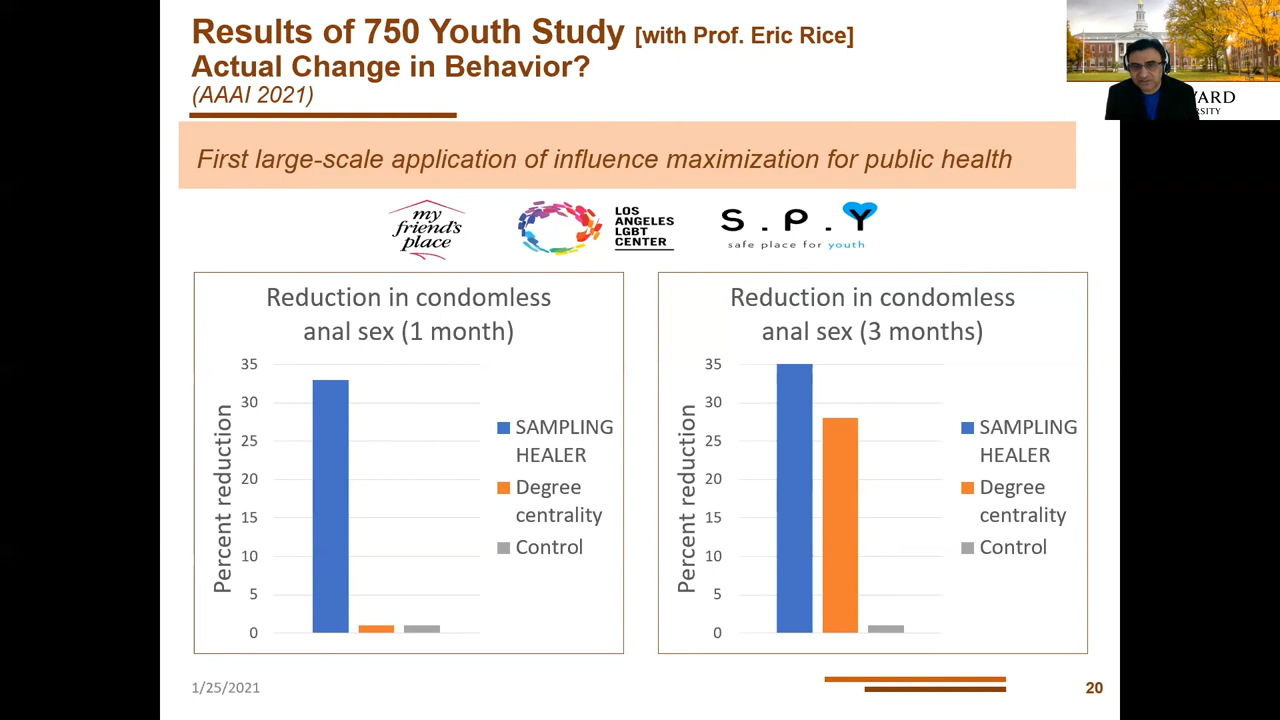 Results of 750 Youth Study [with Prof. Eric Rice]
Actual Change in Behavior?
(AAAI 2021)
VARD
RSITY
First large-scale application of influence maximization for public health
my
friend's
place
LOS
ANGELES
LGBT
CENTER
S.P.Y
safe place for youth
Reduction in condomless
anal sex (1 month)
Percent reduction
35
30
25
20
15
10
5
0
SAMPLING
HEALER
Degree
centrality
Control
Reduction in condomless
anal sex (3 months)
Percent reduction
35
30
25
20
15
10
5
0
SAMPLING
HEALER
Degree
centrality
Control
1/25/2021
20